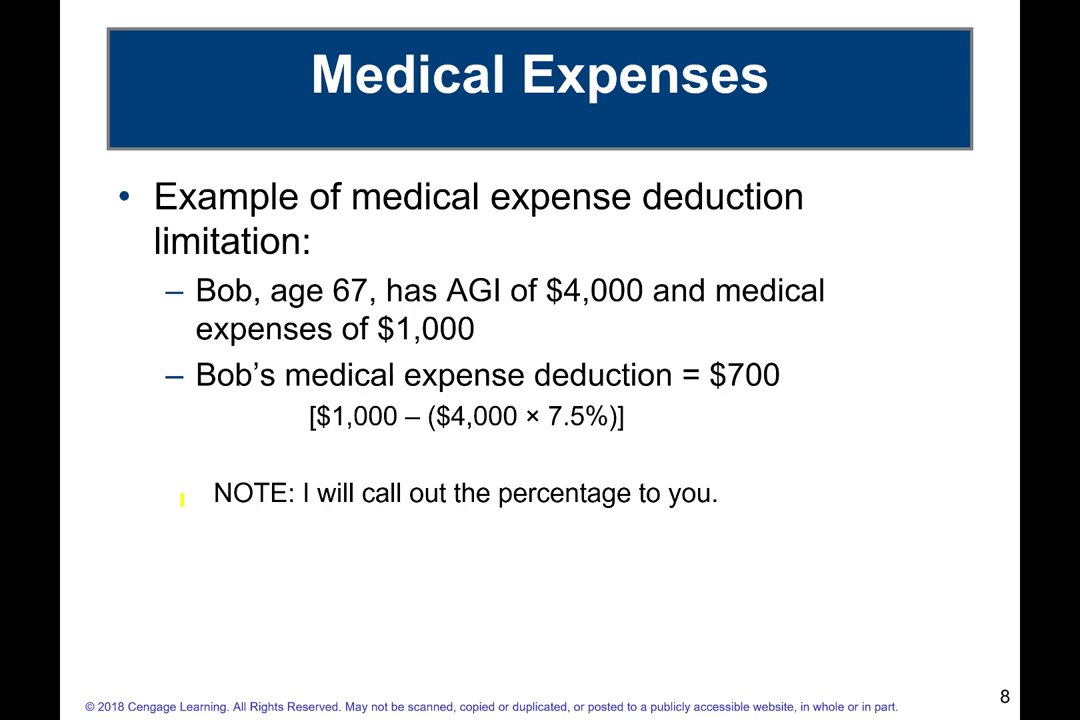 Medical Expenses
• Example of medical expense deduction
limitation:
– Bob, age 67, has AGI of $4,000 and medical
expenses of $1,000
– Bob’s medical expense deduction = $700
[$1,000 – ($4,000 × 7.5%)]
NOTE: I will call out the percentage to you.
8
© 2018 Cengage Learning. All Rights Reserved. May not be scanned, copied or duplicated, or posted to a publicly accessible website, in whole or in part.